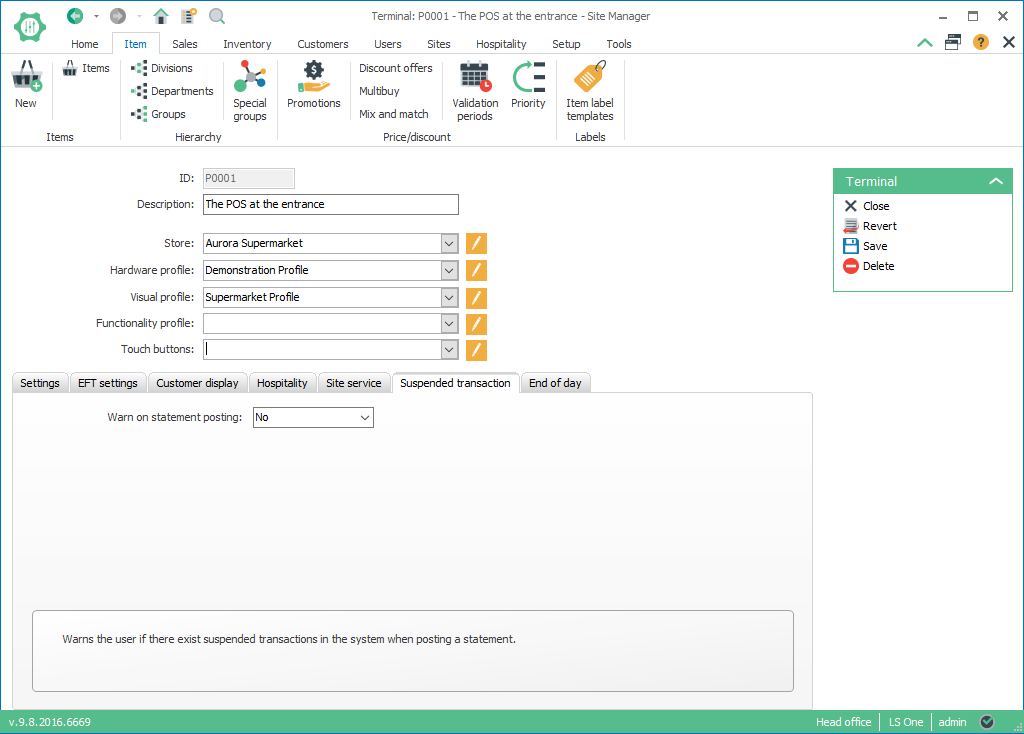 Terminal: P0001 - The POS at the entrance - Site Manager
Home Item Sales Inventory Customers Users Sites Hospitality Setup Tools
New
Items
Items
Divisions
Departments
Groups
Special groups
Hierarchy
Promotions
Discount offers
Multibuy
Mix and match
Validation periods
Priority
Price/discount
Item label templates
Labels
ID: P0001
Description: The POS at the entrance
Store: Aurora Supermarket
Hardware profile: Demonstration Profile
Visual profile: Supermarket Profile
Functionality profile:
Touch buttons:
Terminal
Close
Revert
Save
Delete
Settings EFT settings Customer display Hospitality Site service Suspended transaction End of day
Warn on statement posting: No
Warns the user if there exist suspended transactions in the system when posting a statement.
v.9.8.2016.6669 Head office LS One admin